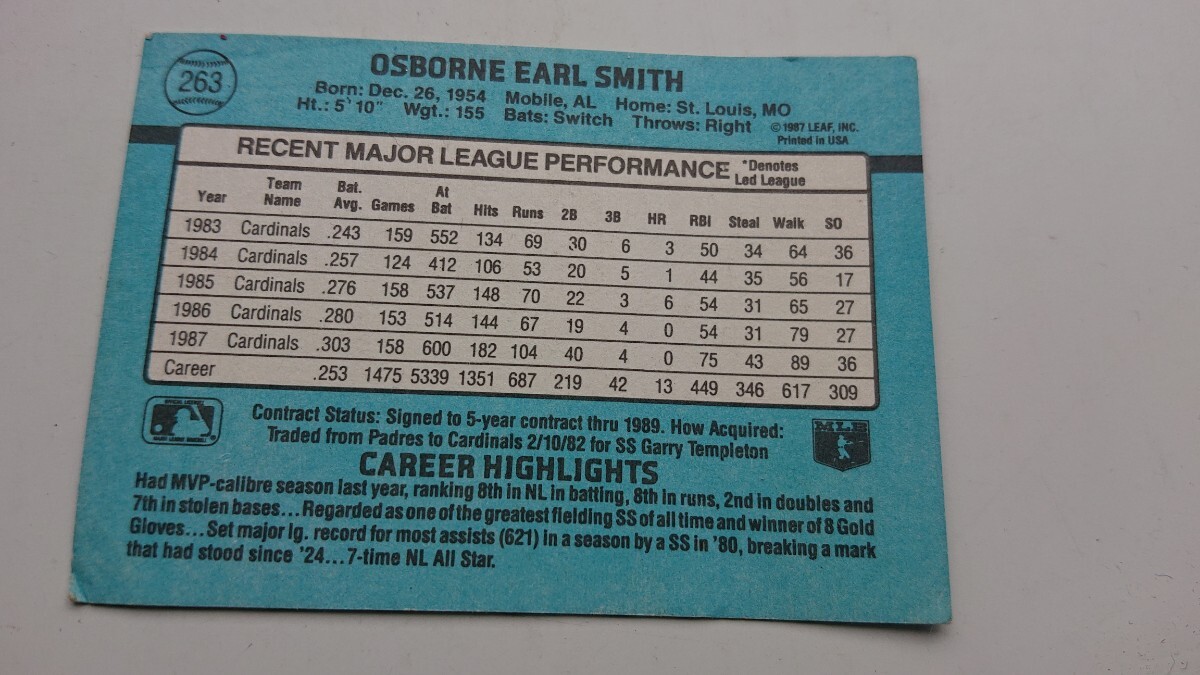 263
OSBORNE EARL SMITH
Born: Dec. 26, 1954 Mobile, AL Home: St. Louis, MO
Ht.: 5' 10" Wgt.: 155 Bats: Switch Throws: Right ©1987 LEAF, INC.
Printed in USA
RECENT MAJOR LEAGUE PERFORMANCE *Denotes
Led League
Year Team Name Bat. Avg. Games At Bat Hits Runs 2B 3B HR RBI Steal Walk SO
1983 Cardinals .243 159 552 134 69 30 6 3 50 34 64 36
1984 Cardinals .257 124 412 106 53 20 5 1 44 35 56 17
1985 Cardinals .276 158 537 148 70 22 3 6 54 31 65 27
1986 Cardinals .280 153 514 144 67 19 4 0 54 31 79 27
1987 Cardinals .303 158 600 182 104 40 4 0 75 43 89 36
Career .253 1475 5339 1351 687 219 42 13 449 346 617 309
Contract Status: Signed to 5-year contract thru 1989. How Acquired:
Traded from Padres to Cardinals 2/10/82 for SS Garry Templeton
MLB
CAREER HIGHLIGHTS
Had MVP-calibre season last year, ranking 8th in NL in batting, 8th in runs, 2nd in doubles and
7th in stolen bases...Regarded as one of the greatest fielding SS of all time and winner of 8 Gold
Gloves...Set major lg. record for most assists (621) in a season by a SS in '80, breaking a mark
that had stood since '24...7-time NL All Star.